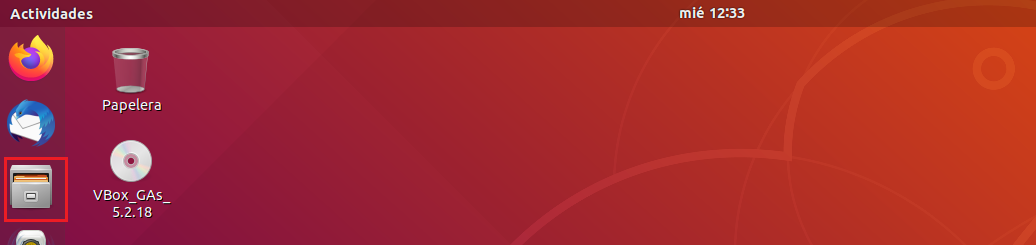 Actividades
mié 12:33
Papelera
VBox_GAs_
5.2.18